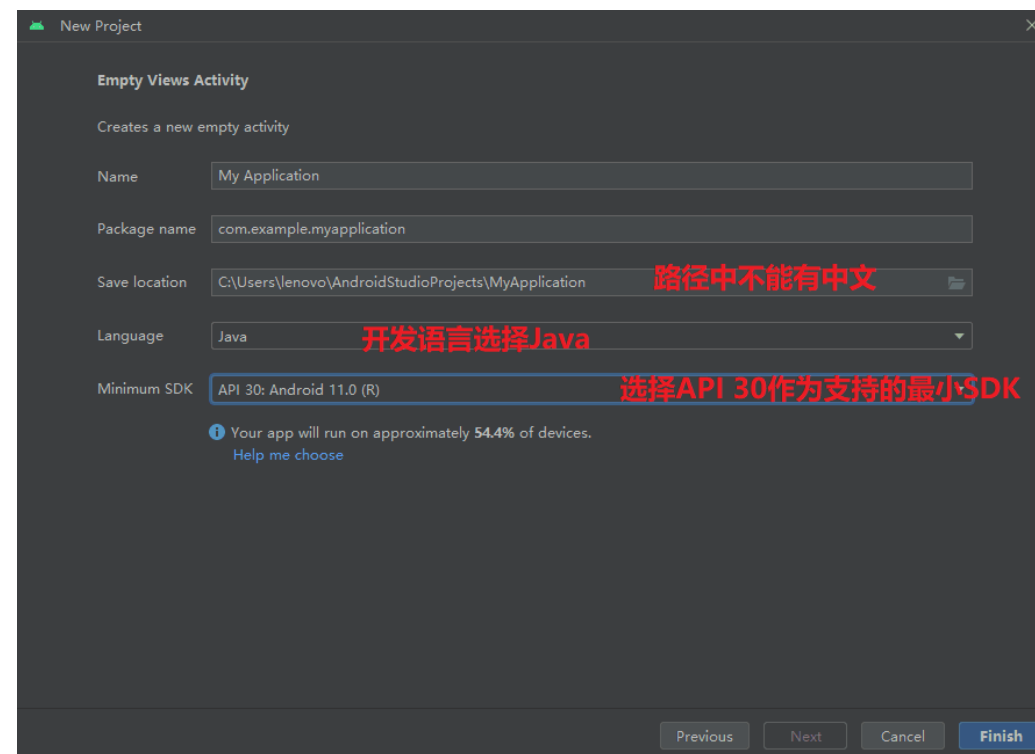 New Project
Empty Views Activity
Creates a new empty activity
Name My Application
Package name com.example.myapplication
Save location C:\Users\lenovo\AndroidStudioProjects\MyApplication 路径中不能有中文
Language Java 开发语言选择Java
Minimum SDK API 30: Android 11.0 (R) 选择API 30作为支持的最小SDK
Your app will run on approximately 54.4% of devices.
Help me choose
Previous Next Cancel Finish